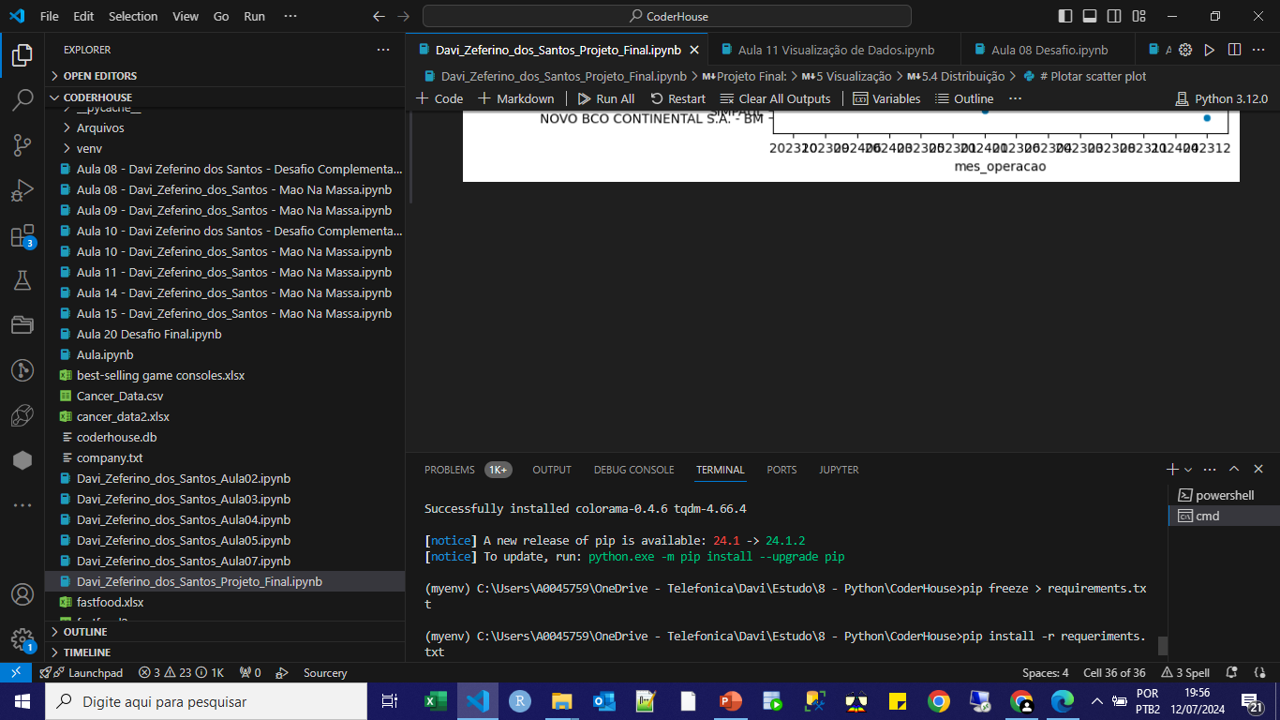 File Edit Selection View Go Run ···
CoderHouse
EXPLORER
Davi_Zeferino_dos_Santos_Projeto_Final.ipynb
Aula 11 Visualização de Dados.ipynb
Aula 08 Desafio.ipynb
OPEN EDITORS
CODERHOUSE
Davi_Zeferino_dos_Santos_Projeto_Final.ipynb > Projeto Final: > 5 Visualização > 5.4 Distribuição > # Plotar scatter plot
+ Code + Markdown Run All Restart Clear All Outputs Variables Outline ··· Python 3.12.0
__pycache__
Arquivos
venv
Aula 08 - Davi Zeferino dos Santos - Desafio Complementa...
Aula 08 - Davi_Zeferino_dos_Santos - Mao Na Massa.ipynb
Aula 09 - Davi_Zeferino_dos_Santos - Mao Na Massa.ipynb
Aula 10 - Davi Zeferino dos Santos - Desafio Complementa...
Aula 10 - Davi_Zeferino_dos_Santos - Mao Na Massa.ipynb
Aula 11 - Davi_Zeferino_dos_Santos - Mao Na Massa.ipynb
Aula 14 - Davi_Zeferino_dos_Santos - Mao Na Massa.ipynb
Aula 15 - Davi_Zeferino_dos_Santos - Mao Na Massa.ipynb
Aula 20 Desafio Final.ipynb
Aula.ipynb
best-selling game consoles.xlsx
Cancer_Data.csv
cancer_data2.xlsx
coderhouse.db
company.txt
Davi_Zeferino_dos_Santos_Aula02.ipynb
Davi_Zeferino_dos_Santos_Aula03.ipynb
Davi_Zeferino_dos_Santos_Aula04.ipynb
Davi_Zeferino_dos_Santos_Aula05.ipynb
Davi_Zeferino_dos_Santos_Aula07.ipynb
Davi_Zeferino_dos_Santos_Projeto_Final.ipynb
fastfood.xlsx
OUTLINE
TIMELINE
NOVO BCO CONTINENTAL S.A. - BM
mes_operacao
PROBLEMS 1K+ OUTPUT DEBUG CONSOLE TERMINAL PORTS JUPYTER
powershell
cmd
Successfully installed colorama-0.4.6 tqdm-4.66.4
[notice] A new release of pip is available: 24.1 -> 24.1.2
[notice] To update, run: python.exe -m pip install --upgrade pip
(myenv) C:\Users\A0045759\OneDrive - Telefonica\Davi\Estudo\8 - Python\CoderHouse>pip freeze > requirements.tx
t
(myenv) C:\Users\A0045759\OneDrive - Telefonica\Davi\Estudo\8 - Python\CoderHouse>pip install -r requeriments.
txt
3
1
Launchpad 3 23 1K 0 Sourcery
Spaces: 4 Cell 36 of 36 3 Spell
Digite aqui para pesquisar
POR
PTB2
19:56
12/07/2024
21